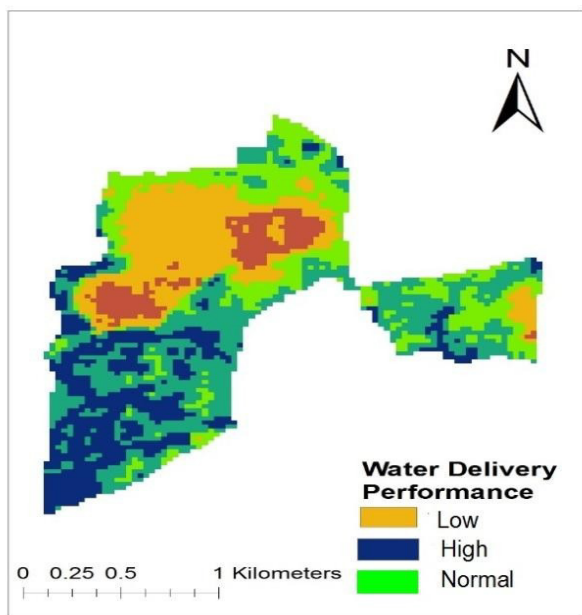 N
Water Delivery
Performance
Low
High
Normal
0 0.25 0.5 1 Kilometers